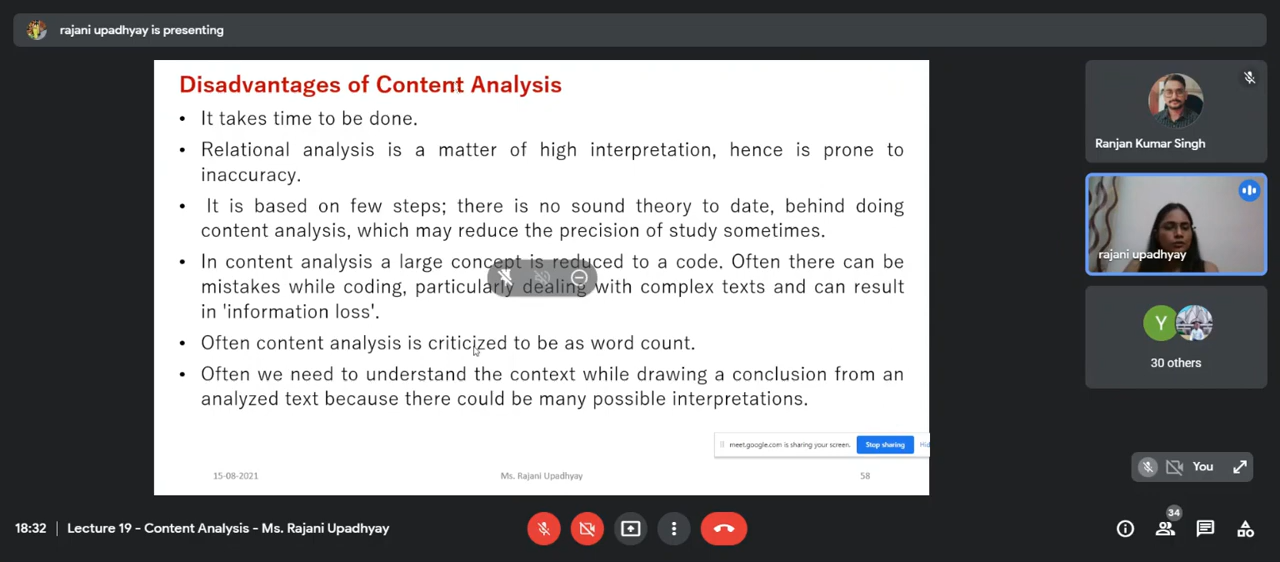 rajani upadhyay is presenting
Disadvantages of Content Analysis
• It takes time to be done.
• Relational analysis is a matter of high interpretation, hence is prone to
inaccuracy.
• It is based on few steps; there is no sound theory to date, behind doing
content analysis, which may reduce the precision of study sometimes.
• In content analysis a large concept is reduced to a code. Often there can be
mistakes while coding, particularly dealing with complex texts and can result
in 'information loss'.
• Often content analysis is criticized to be as word count.
• Often we need to understand the context while drawing a conclusion from an
analyzed text because there could be many possible interpretations.
meet.google.com is sharing your screen. Stop sharing Hid
15-08-2021 Ms. Rajani Upadhyay 58
Ranjan Kumar Singh
rajani upadhyay
Y
30 others
You
18:32 | Lecture 19 - Content Analysis - Ms. Rajani Upadhyay
34